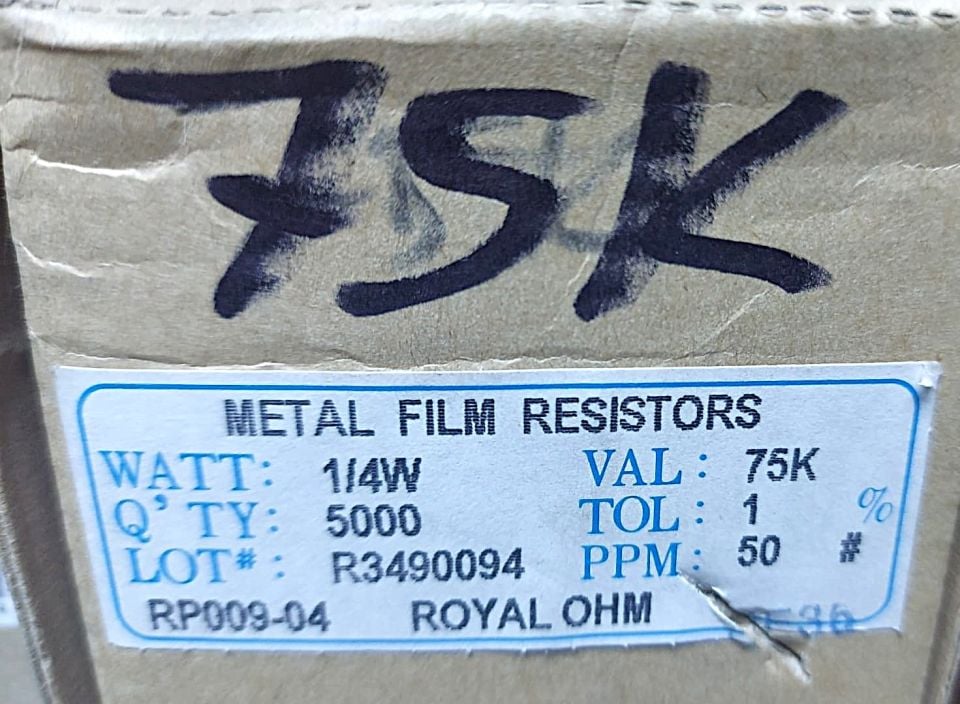 75K
METAL FILM RESISTORS
WATT: 1/4W VAL: 75K
Q'TY: 5000 TOL: 1 %
LOT#: R3490094 PPM: 50 #
RP009-04 ROYAL OHM